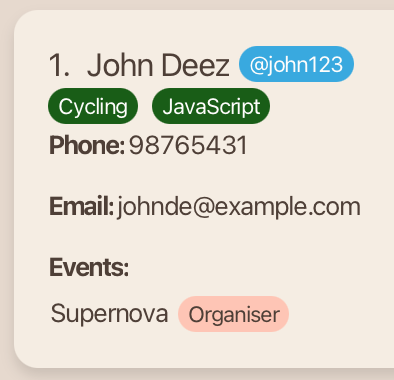 1. John Deez @john123
Cycling JavaScript
Phone: 98765431
Email: johnde@example.com
Events:
Supernova Organiser